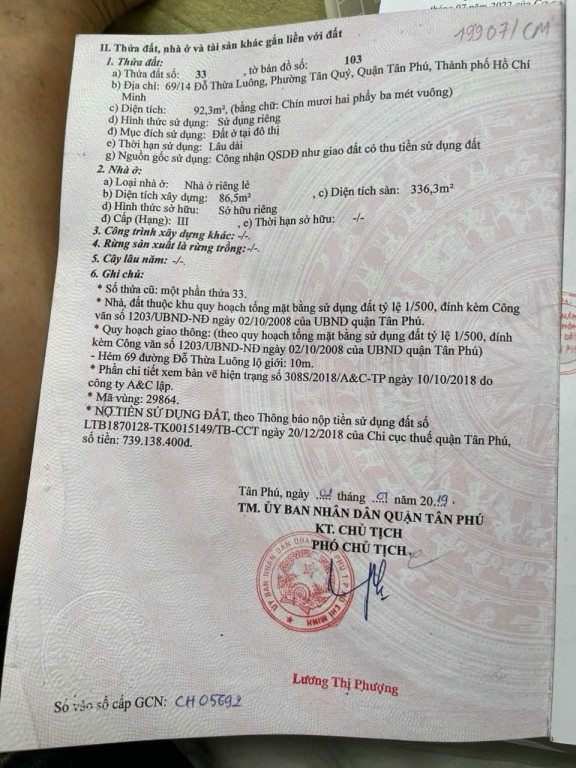 19907/CM
II. Thửa đất, nhà ở và tài sản khác gắn liền với đất
1. Thửa đất:
a) Thửa đất số: 33 , tờ bản đồ số: 103
b) Địa chỉ: 69/14 Đỗ Thừa Luông, Phường Tân Quý, Quận Tân Phú, Thành phố Hồ Chí
Minh
c) Diện tích: 92,3m², (bằng chữ: Chín mươi hai phẩy ba mét vuông)
d) Hình thức sử dụng: Sử dụng riêng
đ) Mục đích sử dụng: Đất ở tại đô thị
e) Thời hạn sử dụng: Lâu dài
g) Nguồn gốc sử dụng: Công nhận QSDĐ như giao đất có thu tiền sử dụng đất
2. Nhà ở:
a) Loại nhà ở: Nhà ở riêng lẻ
b) Diện tích xây dựng: 86,5m² , c) Diện tích sàn: 336,3m²
d) Hình thức sở hữu: Sở hữu riêng
đ) Cấp (Hạng): III , e) Thời hạn sở hữu: -/-
3. Công trình xây dựng khác: -/-.
4. Rừng sản xuất là rừng trồng:-/-.
5. Cây lâu năm: -/-.
6. Ghi chú:
* Số thửa cũ: một phần thửa 33.
* Nhà, đất thuộc khu quy hoạch tổng mặt bằng sử dụng đất tỷ lệ 1/500, đính kèm Công
văn số 1203/UBND-NĐ ngày 02/10/2008 của UBND quận Tân Phú.
* Quy hoạch giao thông: (theo quy hoạch tổng mặt bằng sử dụng đất tỷ lệ 1/500, đính
kèm Công văn số 1203/UBND-NĐ ngày 02/10/2008 của UBND quận Tân Phú)
- Hẻm 69 đường Đỗ Thừa Luông lộ giới: 10m.
* Phần chi tiết xem bản vẽ hiện trạng số 308S/2018/A&C-TP ngày 10/10/2018 do
công ty A&C lập.
* Mã vùng: 29864.
* NỢ TIỀN SỬ DỤNG ĐẤT, theo Thông báo nộp tiền sử dụng đất số
LTB1870128-TK0015149/TB-CCT ngày 20/12/2018 của Chi cục thuế quận Tân Phú,
số tiền: 739.138.400đ.
Tân Phú, ngày tháng 01 năm 2019.
TM. ỦY BAN NHÂN DÂN QUẬN TÂN PHÚ
KT. CHỦ TỊCH
PHÓ CHỦ TỊCH
Lương Thị Phượng
Số vào sổ cấp GCN: CH05692